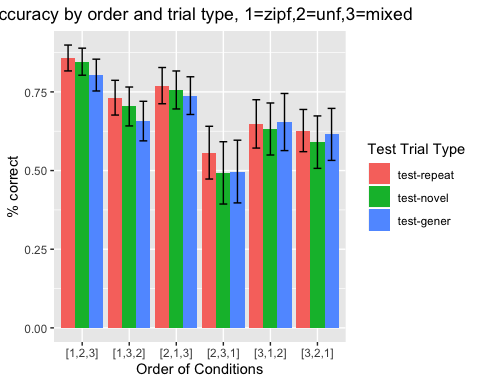 ccuracy by order and trial type, 1=zipf,2=unf,3=mixed
% correct
0.75
0.50
0.25
0.00
[1,2,3] [1,3,2] [2,1,3] [2,3,1] [3,1,2] [3,2,1]
Order of Conditions
Test Trial Type
test-repeat
test-novel
test-gener